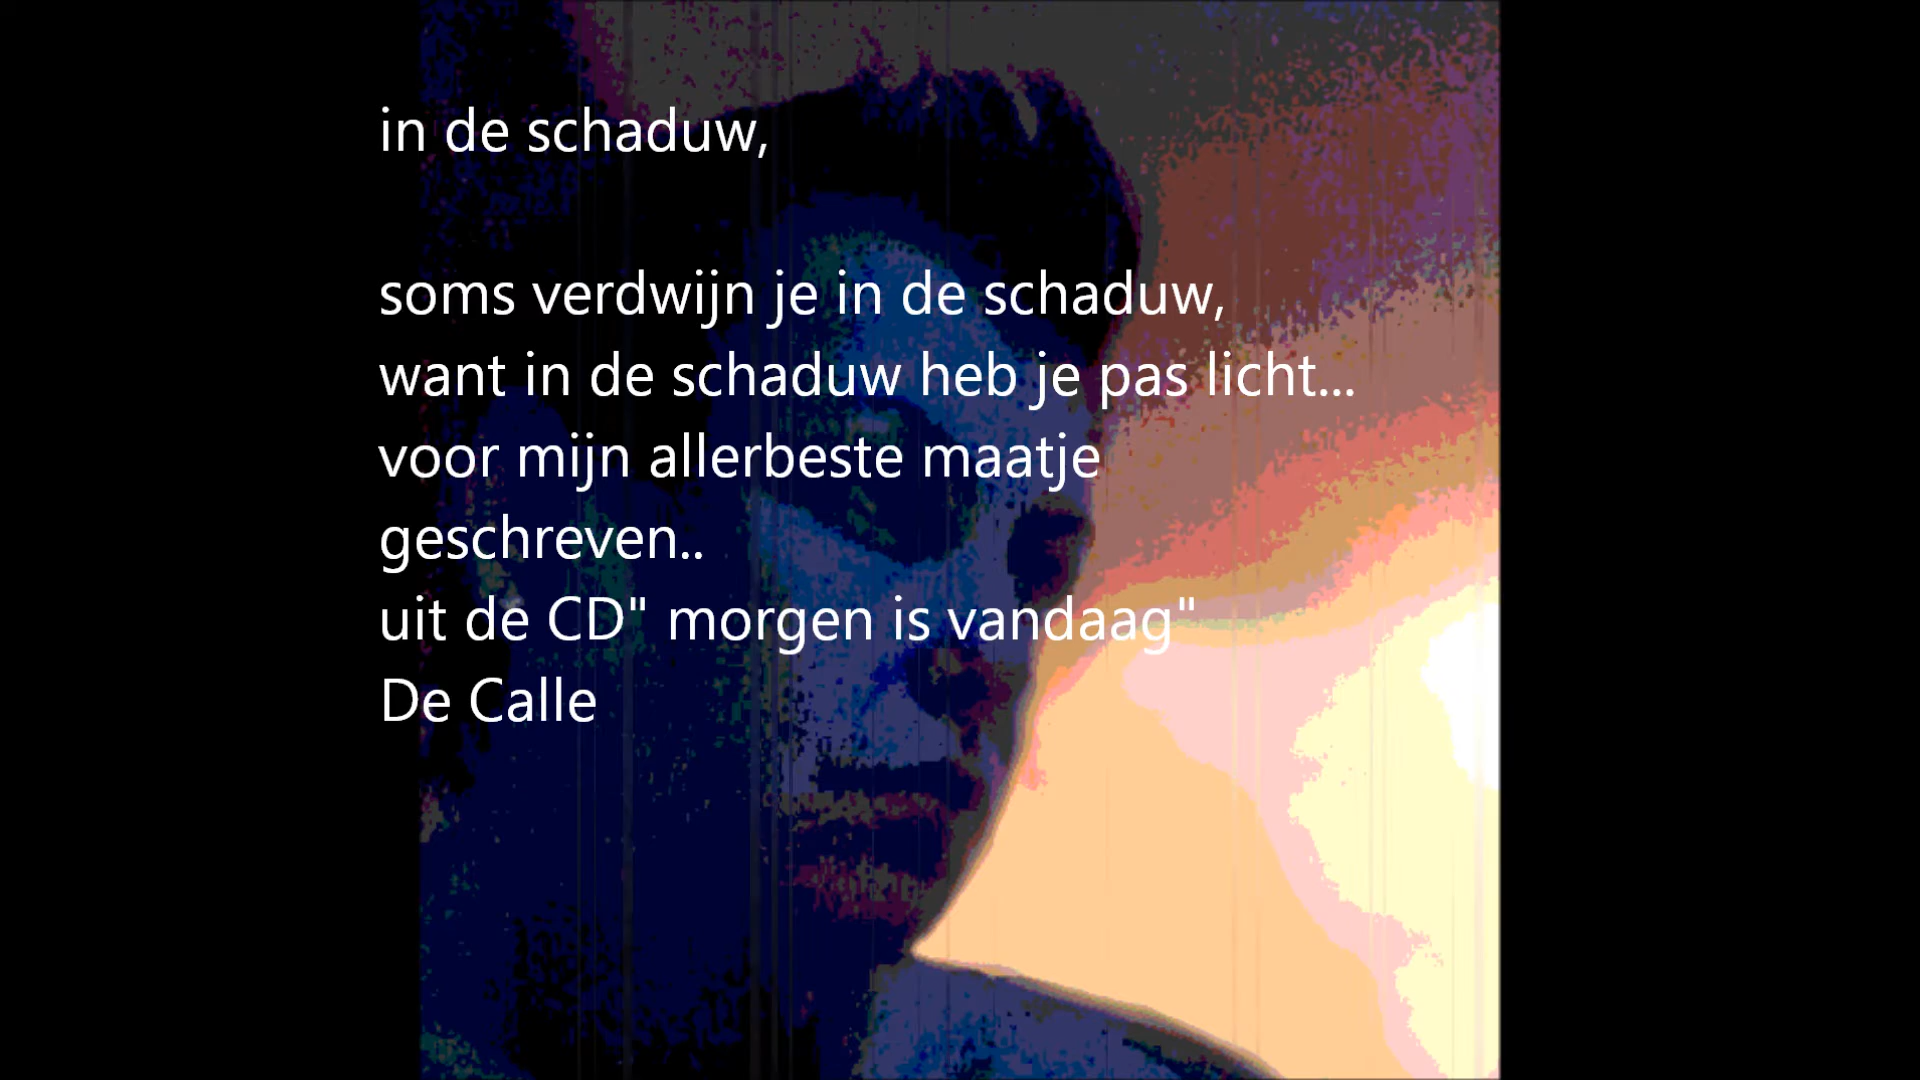 in de schaduw,
soms verdwijn je in de schaduw,
want in de schaduw heb je pas licht...
voor mijn allerbeste maatje
geschreven..
uit de CD" morgen is vandaag"
De Calle